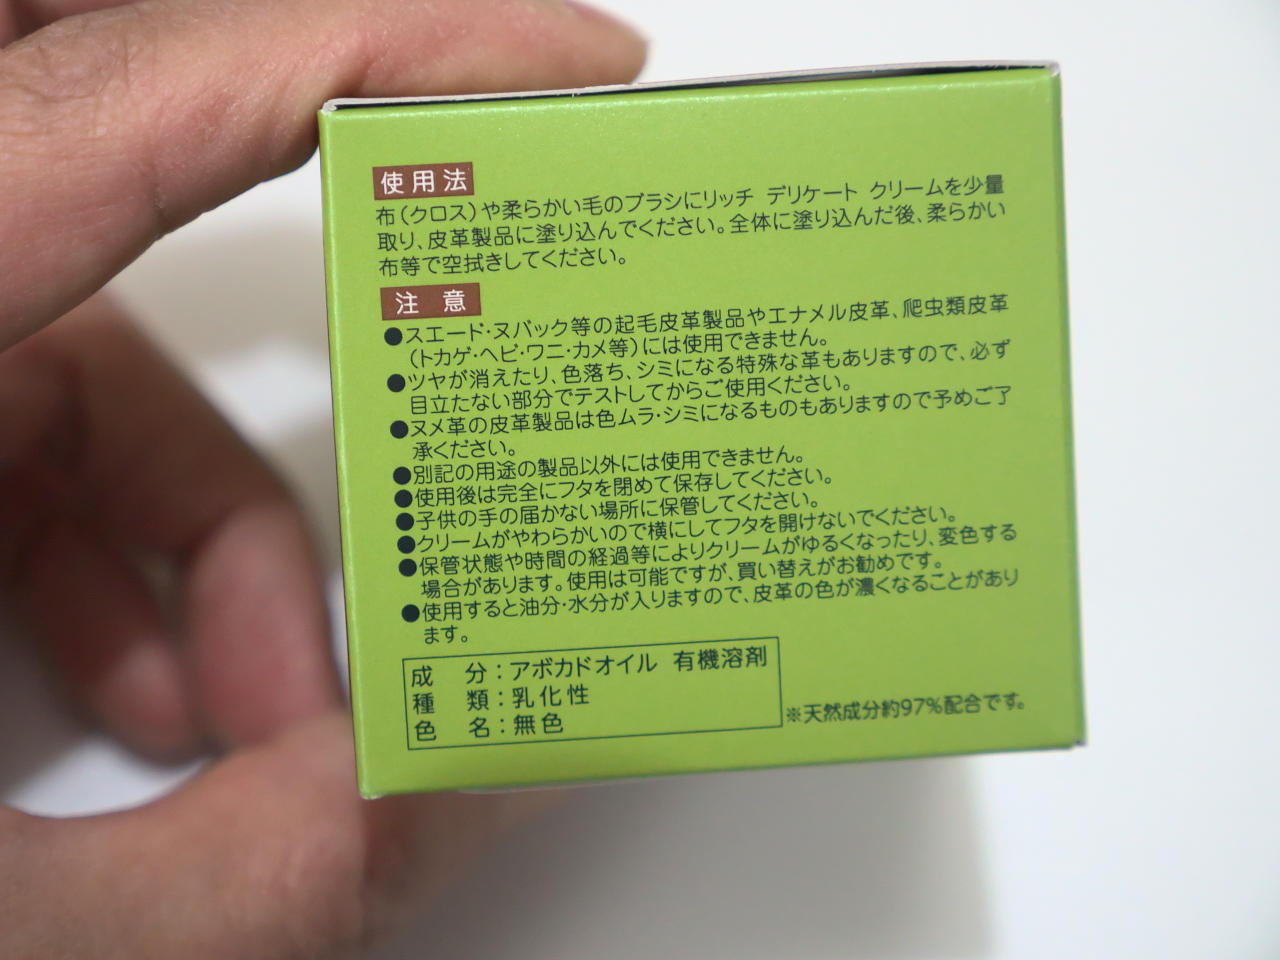 使用法
布（クロス）や柔らかい毛のブラシにリッチ デリケート クリームを少量
取り、皮革製品に塗り込んでください。全体に塗り込んだ後、柔らかい
布等で空拭きしてください。
注 意
●スエード・ヌバック等の起毛皮革製品やエナメル皮革、爬虫類皮革
（トカゲ・ヘビ・ワニ・カメ等）には使用できません。
●ツヤが消えたり、色落ち、シミになる特殊な革もありますので、必ず
目立たない部分でテストしてからご使用ください。
●ヌメ革の皮革製品は色ムラ・シミになるものもありますので予めご了
承ください。
●別記の用途の製品以外には使用できません。
●使用後は完全にフタを閉めて保存してください。
●子供の手の届かない場所に保管してください。
●クリームがやわらかいので横にしてフタを開けないでください。
●保管状態や時間の経過等によりクリームがゆるくなったり、変色する
場合があります。使用は可能ですが、買い替えがお勧めです。
●使用すると油分・水分が入りますので、皮革の色が濃くなることがあり
ます。
成 分：アボカドオイル 有機溶剤
種 類：乳化性
色 名：無色
※天然成分約97%配合です。